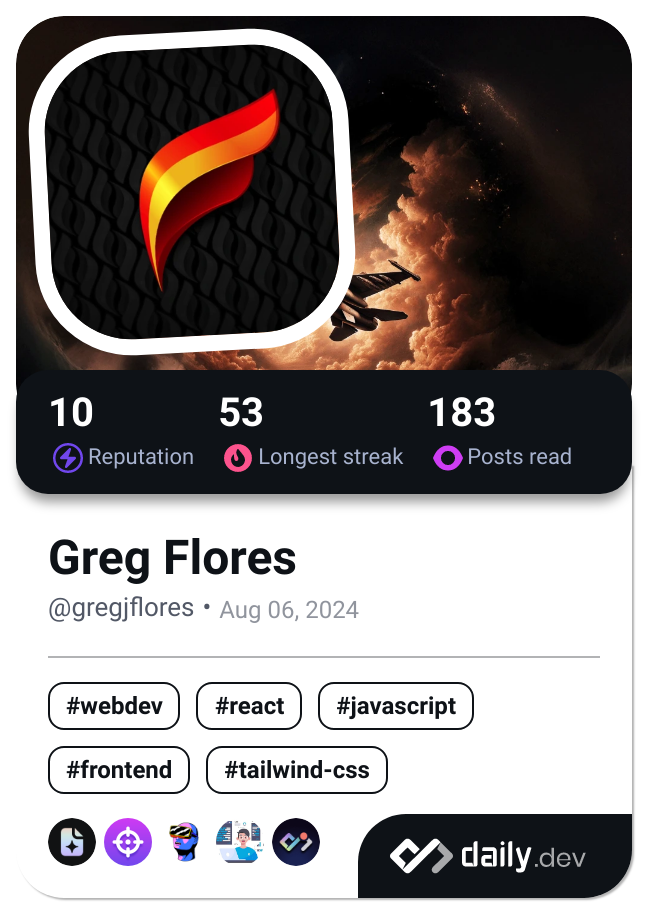 10 53 183
Reputation Longest streak Posts read
Greg Flores
@gregjflores • Aug 06, 2024
#webdev #react #javascript
#frontend #tailwind-css
daily.dev